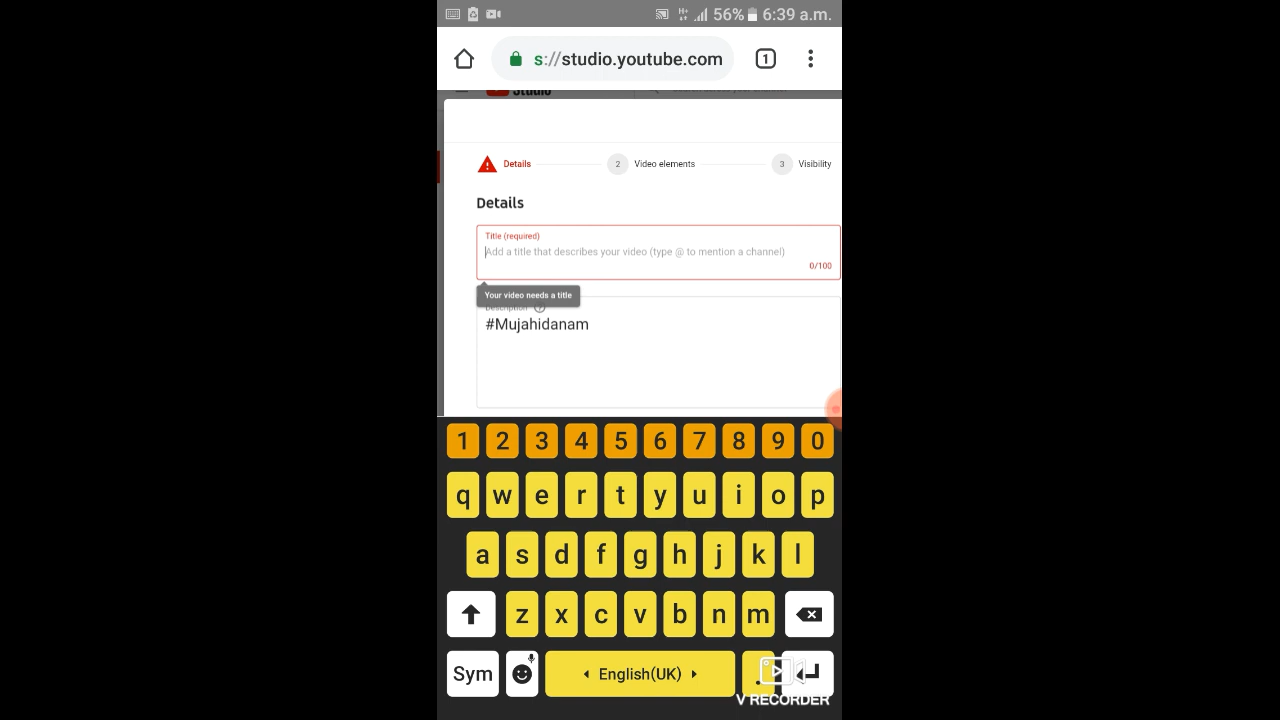 56% 6:39 a.m.
s://studio.youtube.com 1
Studio
Details 2 Video elements 3 Visibility
Details
Title (required)
Add a title that describes your video (type @ to mention a channel)
0/100
Your video needs a title
Description ?
#Mujahidanam
1 2 3 4 5 6 7 8 9 0
q w e r t y u i o p
a s d f g h j k l
z x c v b n m
Sym English(UK) .
V RECORDER